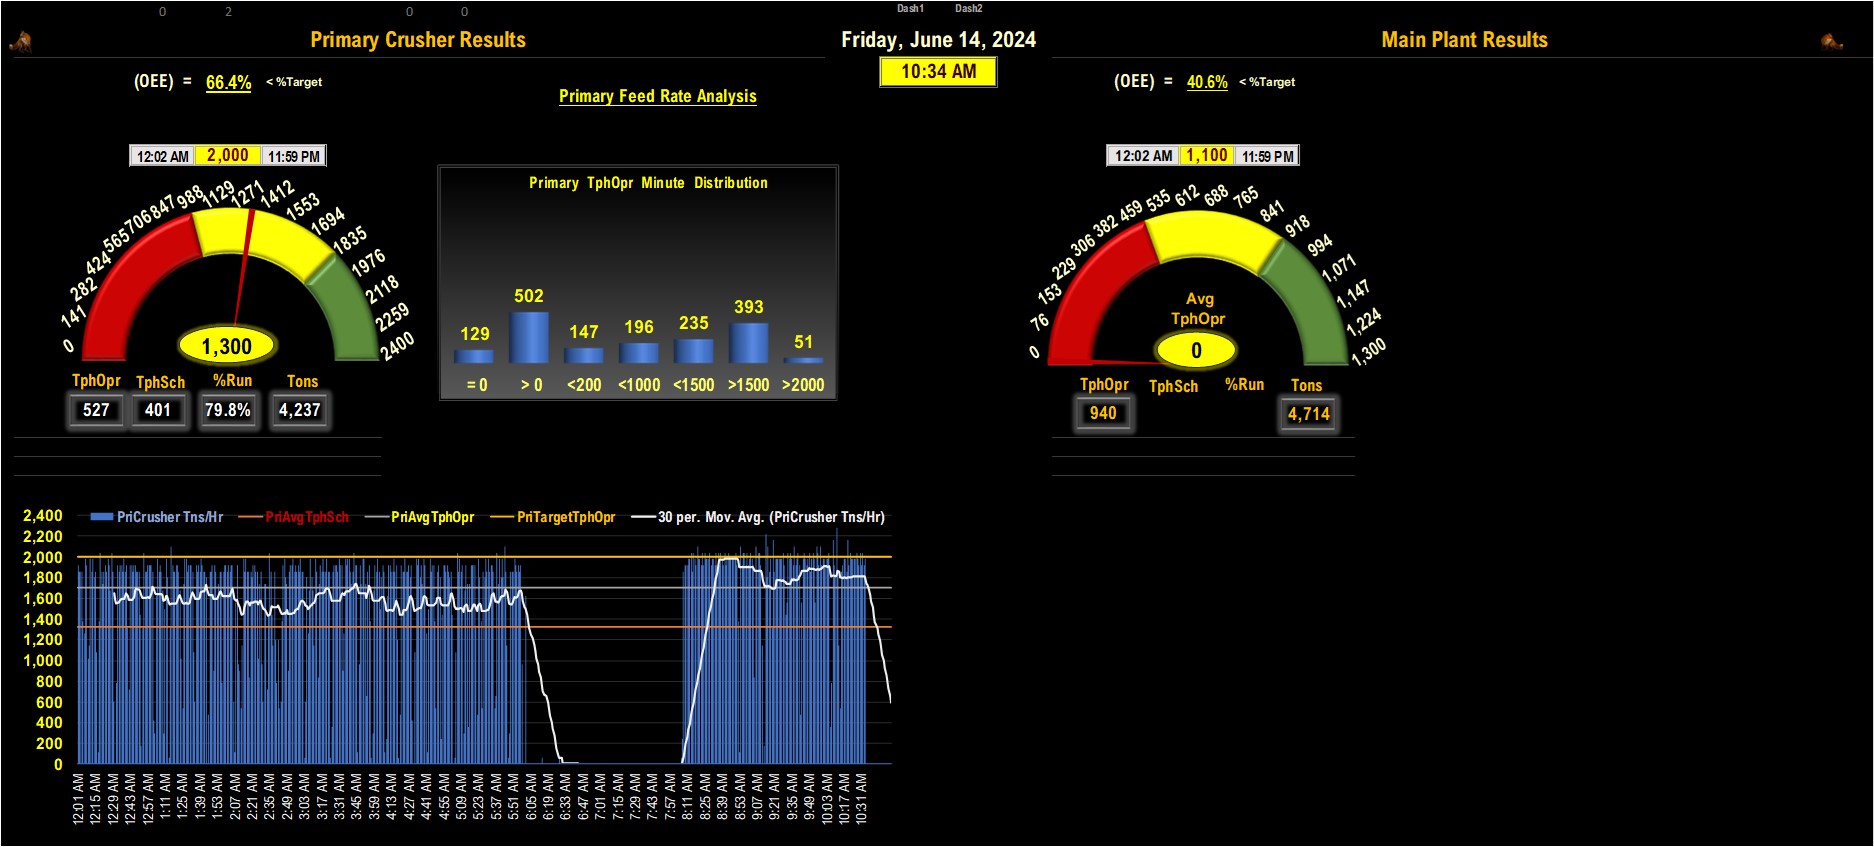 0 2 0 0 Dash1 Dash2
Primary Crusher Results
Friday, June 14, 2024
Main Plant Results
10:34 AM
(OEE) = 66.4% < %Target
(OEE) = 40.6% < %Target
Primary Feed Rate Analysis
12:02 AM 2,000 11:59 PM
0 141 282 424 565 706 847 988 1129 1271 1412 1553 1694 1835 1976 2118 2259 2400
1,300
TphOpr TphSch %Run Tons
527 401 79.8% 4,237
Primary TphOpr Minute Distribution
129 502 147 196 235 393 51
= 0 > 0 <200 <1000 <1500 >1500 >2000
12:02 AM 1,100 11:59 PM
0 76 153 229 306 382 459 535 612 688 765 841 918 994 1,071 1,147 1,224 1,300
Avg
TphOpr
0
TphOpr TphSch %Run Tons
940 4,714
PriCrusher Tns/Hr PriAvgTphSch PriAvgTphOpr PriTargetTphOpr 30 per. Mov. Avg. (PriCrusher Tns/Hr)
2,400
2,200
2,000
1,800
1,600
1,400
1,200
1,000
800
600
400
200
0
12:01 AM 12:15 AM 12:29 AM 12:43 AM 12:57 AM 1:11 AM 1:25 AM 1:39 AM 1:53 AM 2:07 AM 2:21 AM 2:35 AM 2:49 AM 3:03 AM 3:17 AM 3:31 AM 3:45 AM 3:59 AM 4:13 AM 4:27 AM 4:41 AM 4:55 AM 5:09 AM 5:23 AM 5:37 AM 5:51 AM 6:05 AM 6:19 AM 6:33 AM 6:47 AM 7:01 AM 7:15 AM 7:29 AM 7:43 AM 7:57 AM 8:11 AM 8:25 AM 8:39 AM 8:53 AM 9:07 AM 9:21 AM 9:35 AM 9:49 AM 10:03 AM 10:17 AM 10:31 AM